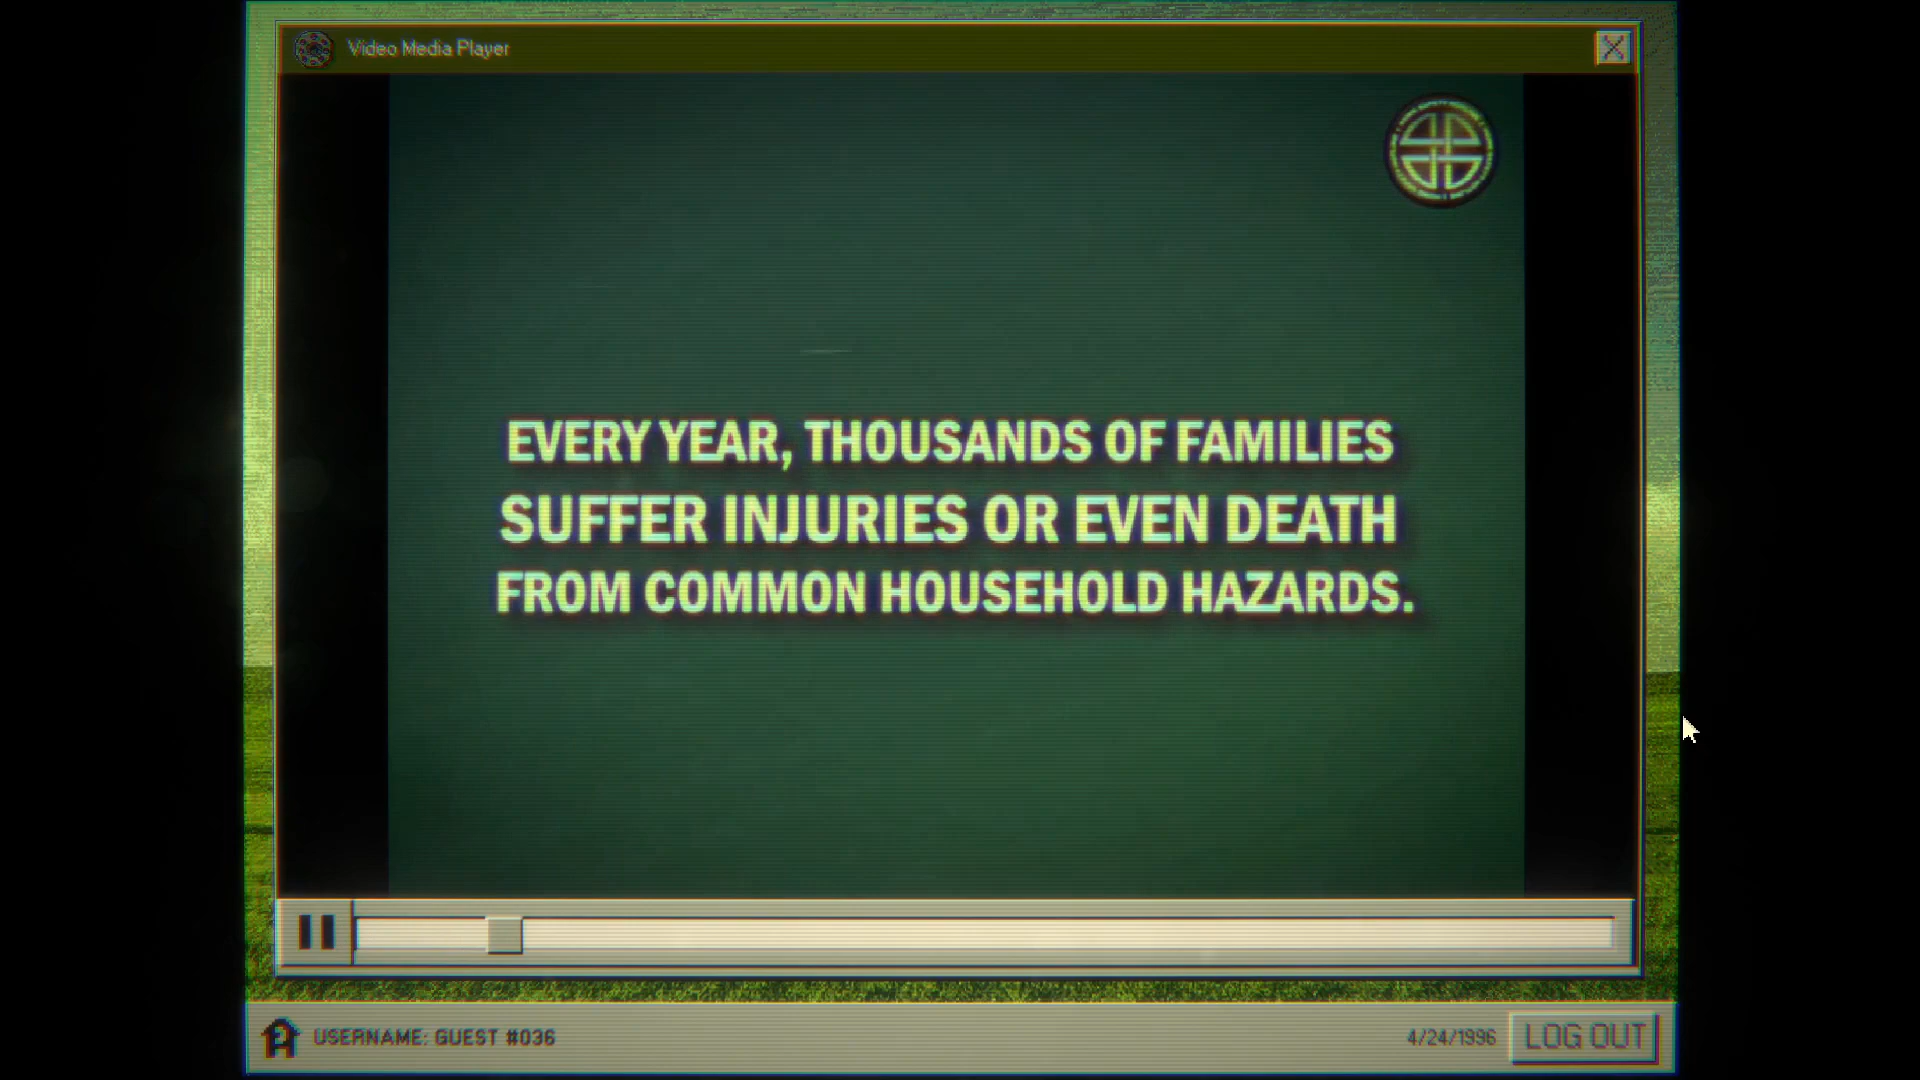 Video Media Player
EVERY YEAR, THOUSANDS OF FAMILIES
SUFFER INJURIES OR EVEN DEATH
FROM COMMON HOUSEHOLD HAZARDS.
USERNAME: GUEST #036
4/24/1996
LOG OUT